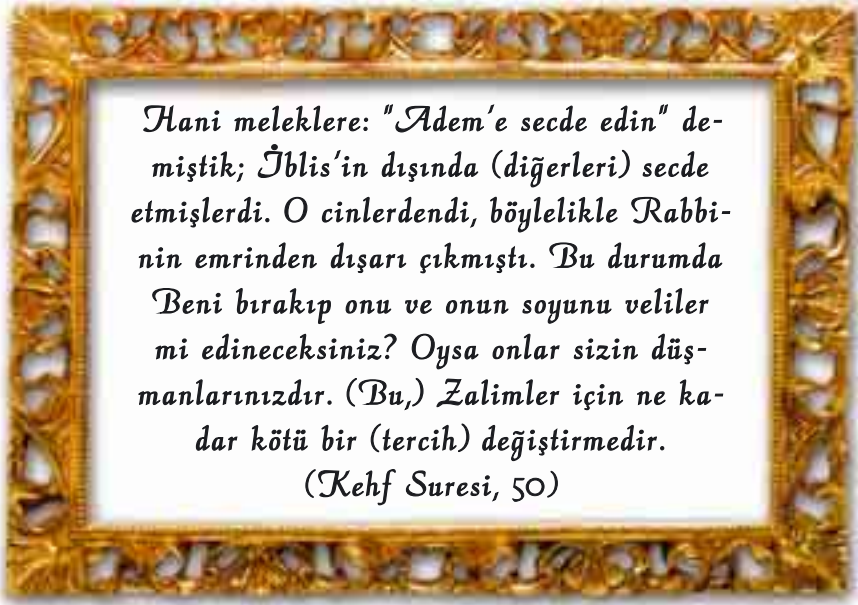 Hani meleklere: "Adem'e secde edin" de-
miştik; İblis'in dışında (diğerleri) secde
etmişlerdi. O cinlerdendi, böylelikle Rabbi-
nin emrinden dışarı çıkmıştı. Bu durumda
Beni bırakıp onu ve onun soyunu veliler
mi edineceksiniz? Oysa onlar sizin düş-
manlarınızdır. (Bu,) Zalimler için ne ka-
dar kötü bir (tercih) değiştirmedir.
(Kehf Suresi, 50)